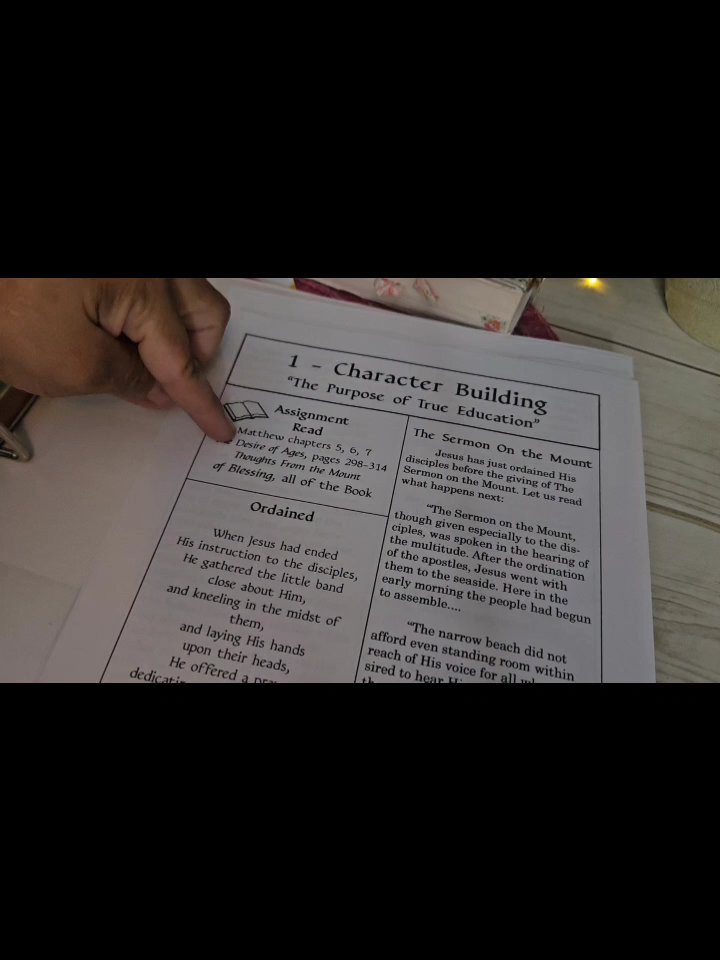 1 - Character Building
"The Purpose of True Education"
Assignment
Read
Matthew chapters 5, 6, 7
Desire of Ages, pages 298-314
Thoughts From the Mount
of Blessing, all of the Book
Ordained
When Jesus had ended
His instruction to the disciples,
He gathered the little band
close about Him,
and kneeling in the midst of
them,
and laying His hands
upon their heads,
He offered a
The Sermon On the Mount
Jesus has just ordained His
disciples before the giving of The
Sermon on the Mount. Let us read
what happens next:
"The Sermon on the Mount,
though given especially to the dis-
ciples, was spoken in the hearing of
the multitude. After the ordination
of the apostles, Jesus went with
them to the seaside. Here in the
early morning the people had begun
to assemble....
"The narrow beach did not
afford even standing room within
reach of His voice for all
sired to hear